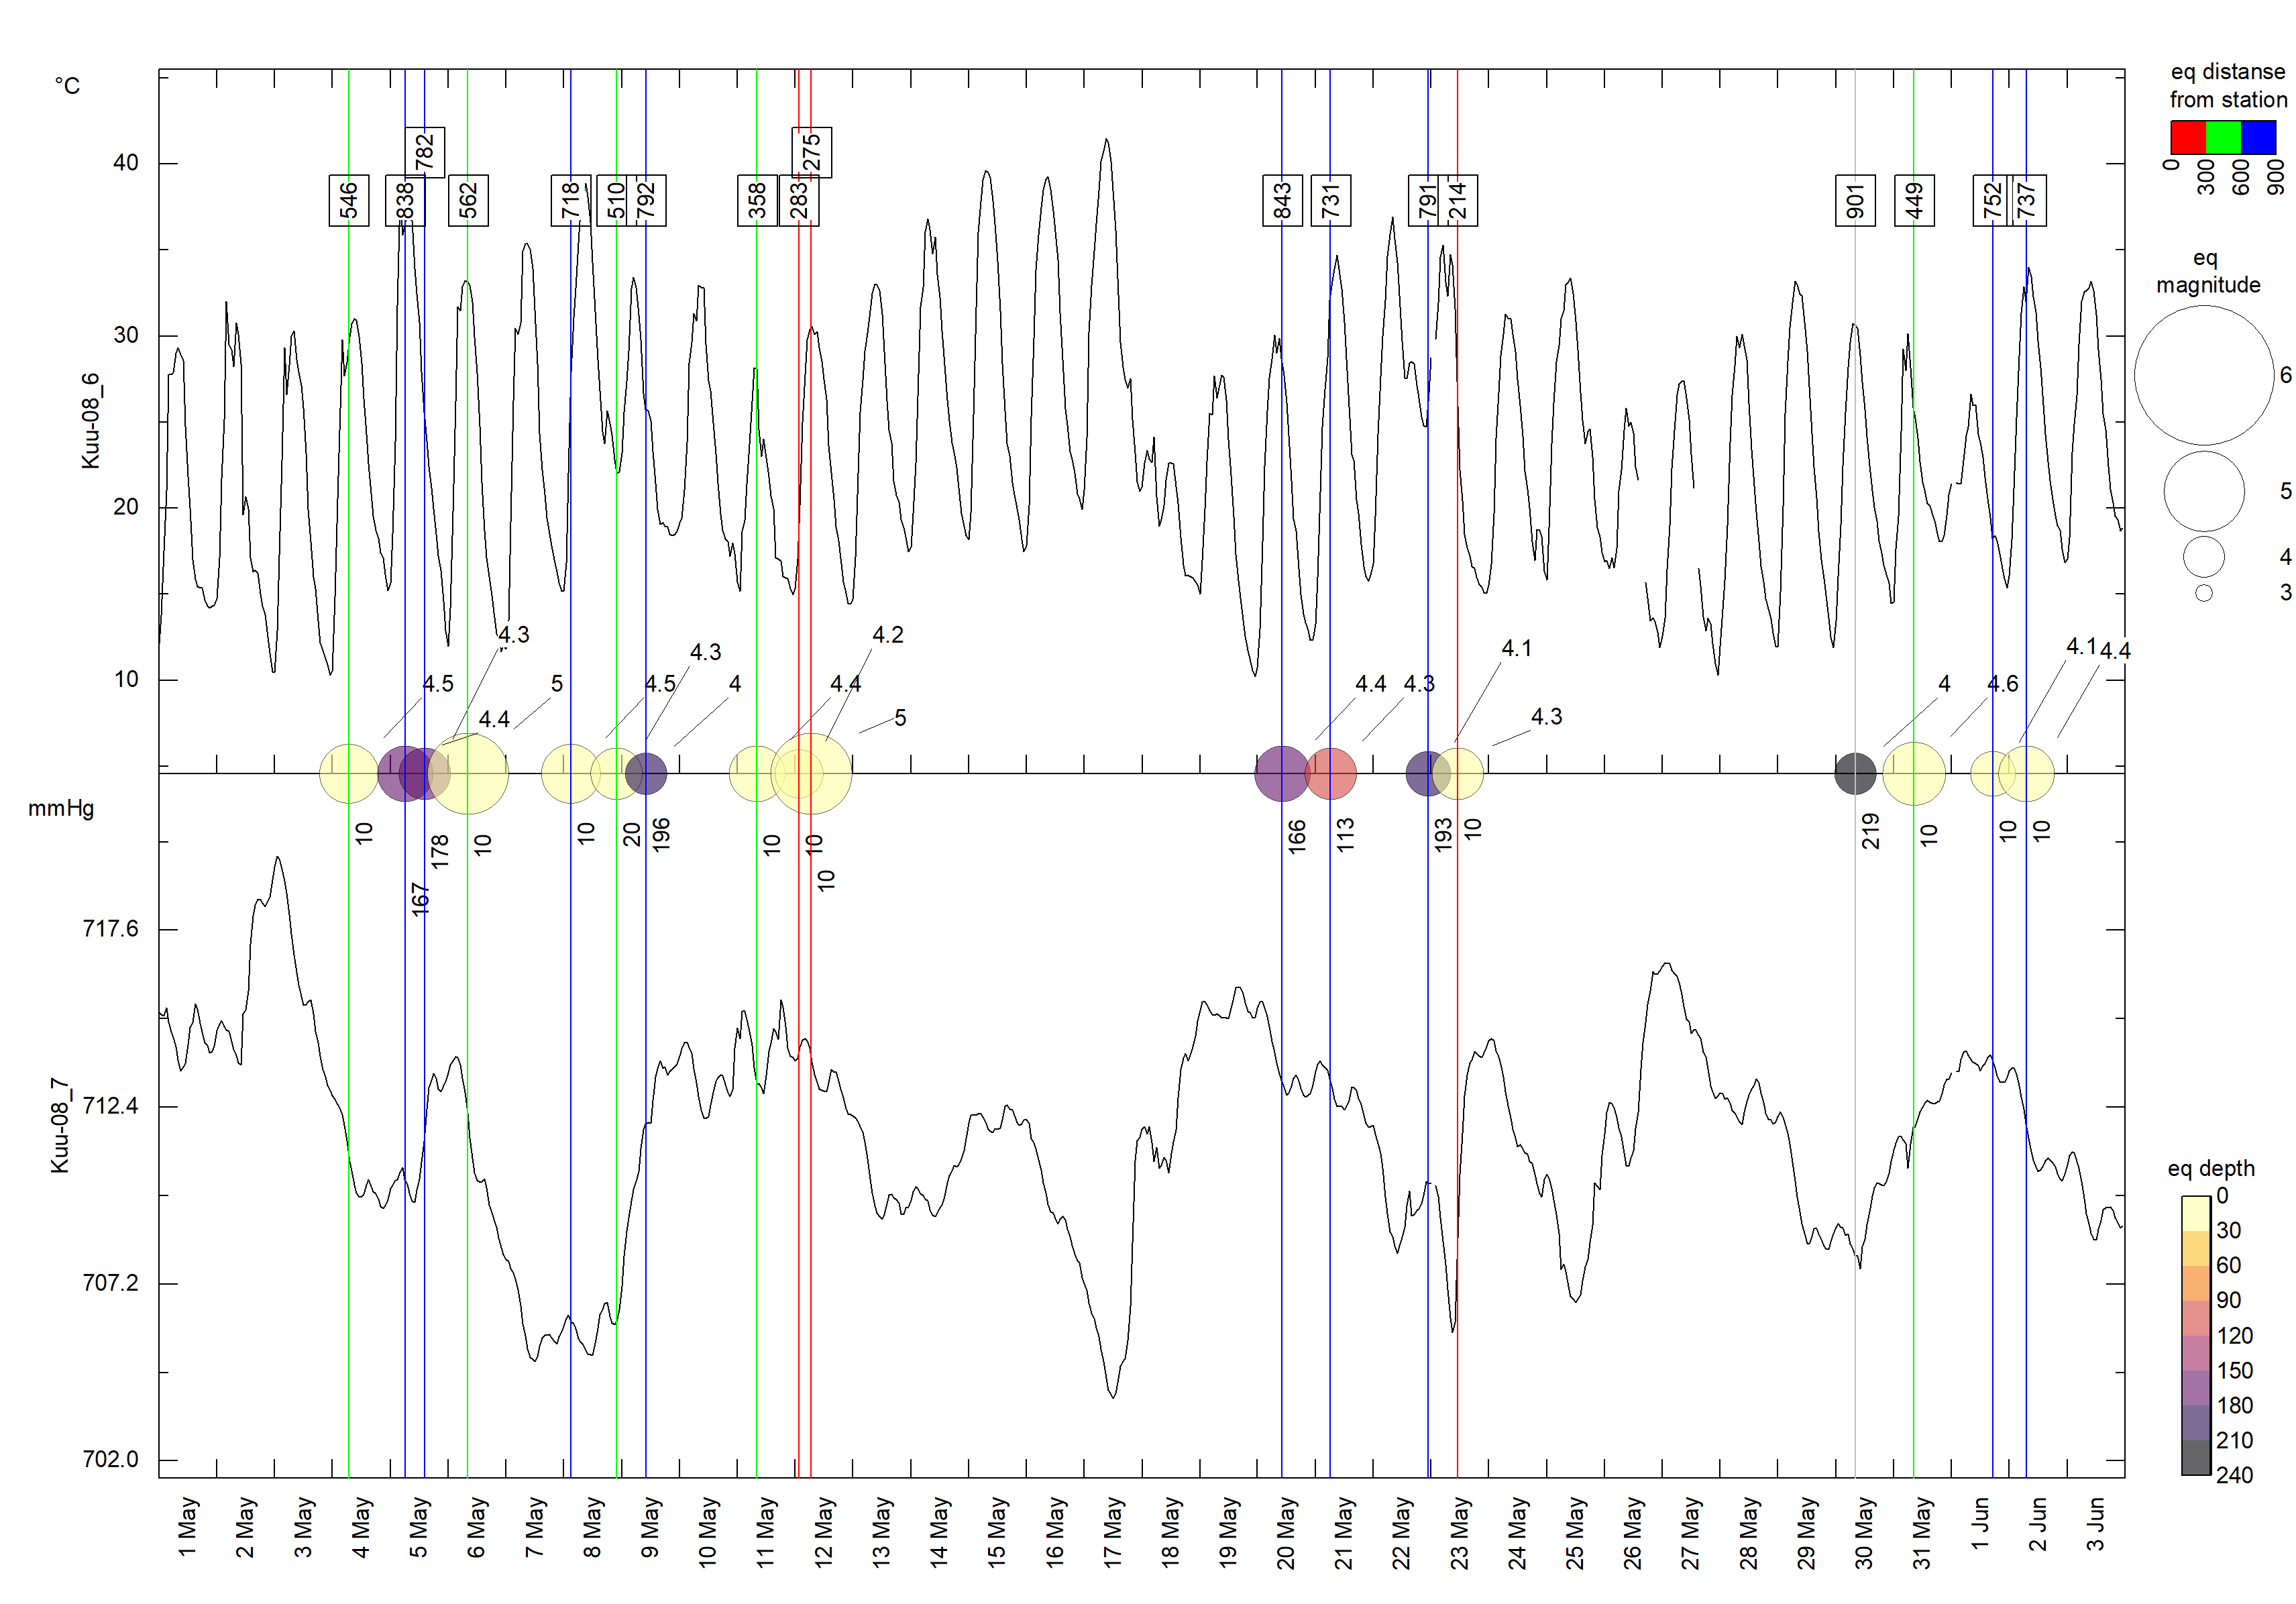 °C
eq distanse
from station
0
300
600
900
782
275
546
838
562
718
510
792
358
283
843
731
791
214
901
449
752
737
40
30
20
10
Kuu-08_6
eq
magnitude
6
5
4
3
4.3
4.2
4.3
4.1
4.1
4.4
4.5
5
4.5
4
4.4
4.4
4.3
4
4.6
4.4
5
4.3
mmHg
10
167
178
10
10
20
196
10
10
10
166
113
193
10
219
10
10
10
717.6
712.4
707.2
702.0
Kuu-08_7
eq depth
0
30
60
90
120
150
180
210
240
1 May
2 May
3 May
4 May
5 May
6 May
7 May
8 May
9 May
10 May
11 May
12 May
13 May
14 May
15 May
16 May
17 May
18 May
19 May
20 May
21 May
22 May
23 May
24 May
25 May
26 May
27 May
28 May
29 May
30 May
31 May
1 Jun
2 Jun
3 Jun